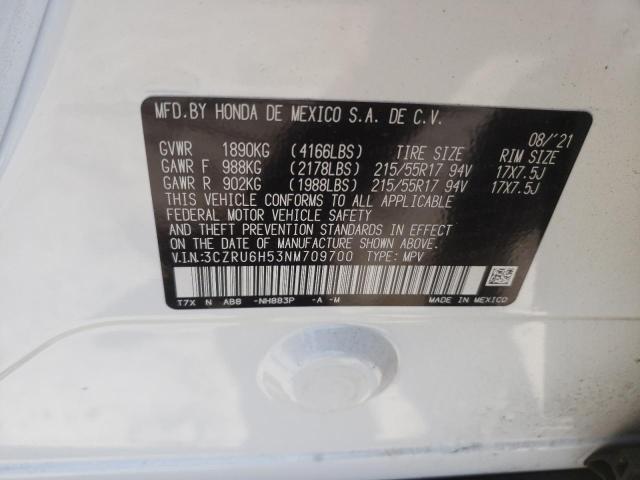 MFD.BY HONDA DE MEXICO S.A. DE C.V.
08/'21
GVWR 1890KG (4166LBS) TIRE SIZE RIM SIZE
GAWR F 988KG (2178LBS) 215/55R17 94V 17X7.5J
GAWR R 902KG (1988LBS) 215/55R17 94V 17X7.5J
THIS VEHICLE CONFORMS TO ALL APPLICABLE
FEDERAL MOTOR VEHICLE SAFETY
AND THEFT PREVENTION STANDARDS IN
EFFECT ON THE DATE OF MANUFACTURE SHOWN ABOVE.
V.I.N:3CZRU6H53NM709700 TYPE: MPV
T7X N AB8 -NH883P -A -M MADE IN MEXICO